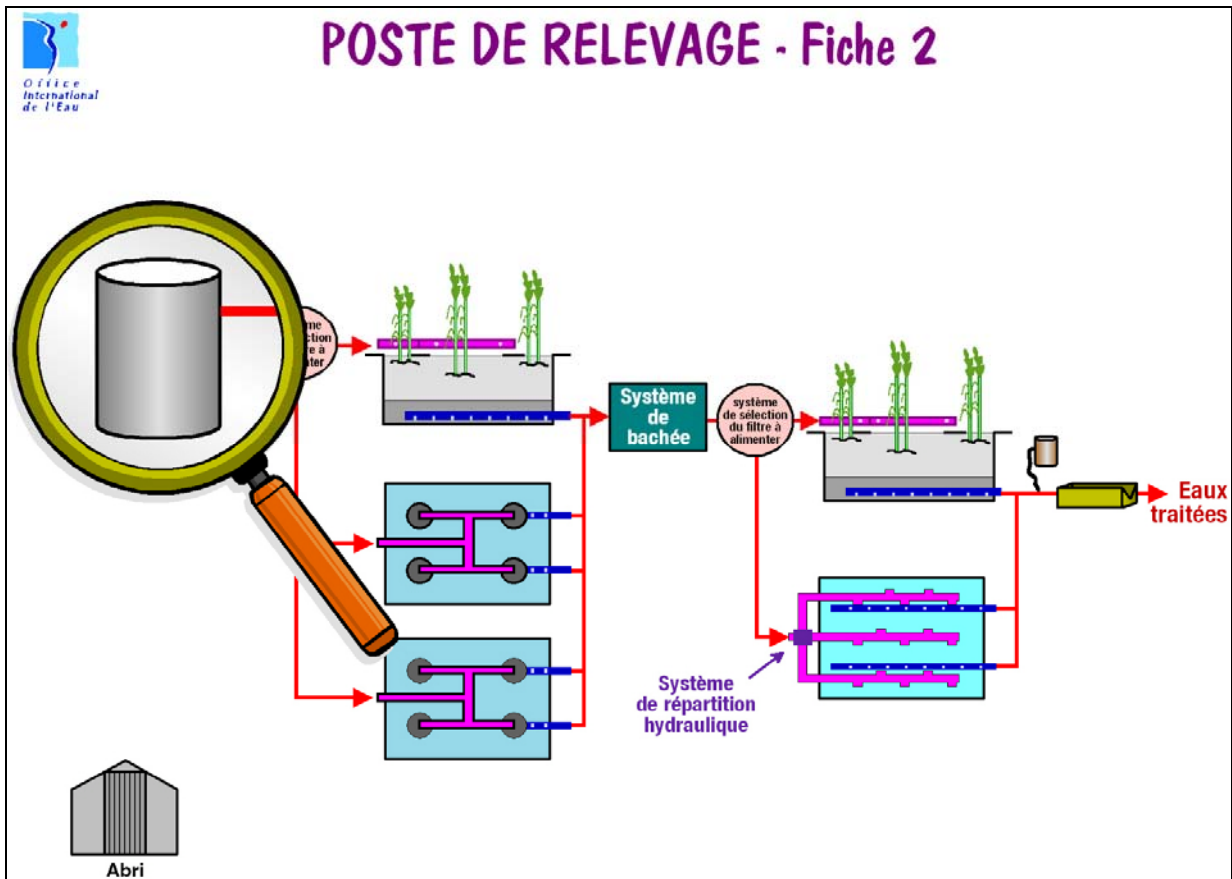 Office
International
de l'Eau
POSTE DE RELEVAGE - Fiche 2
Système
de
bachée
système
de sélection
du filtre à
alimenter
Eaux
traitées
Système
de répartition
hydraulique
Abri